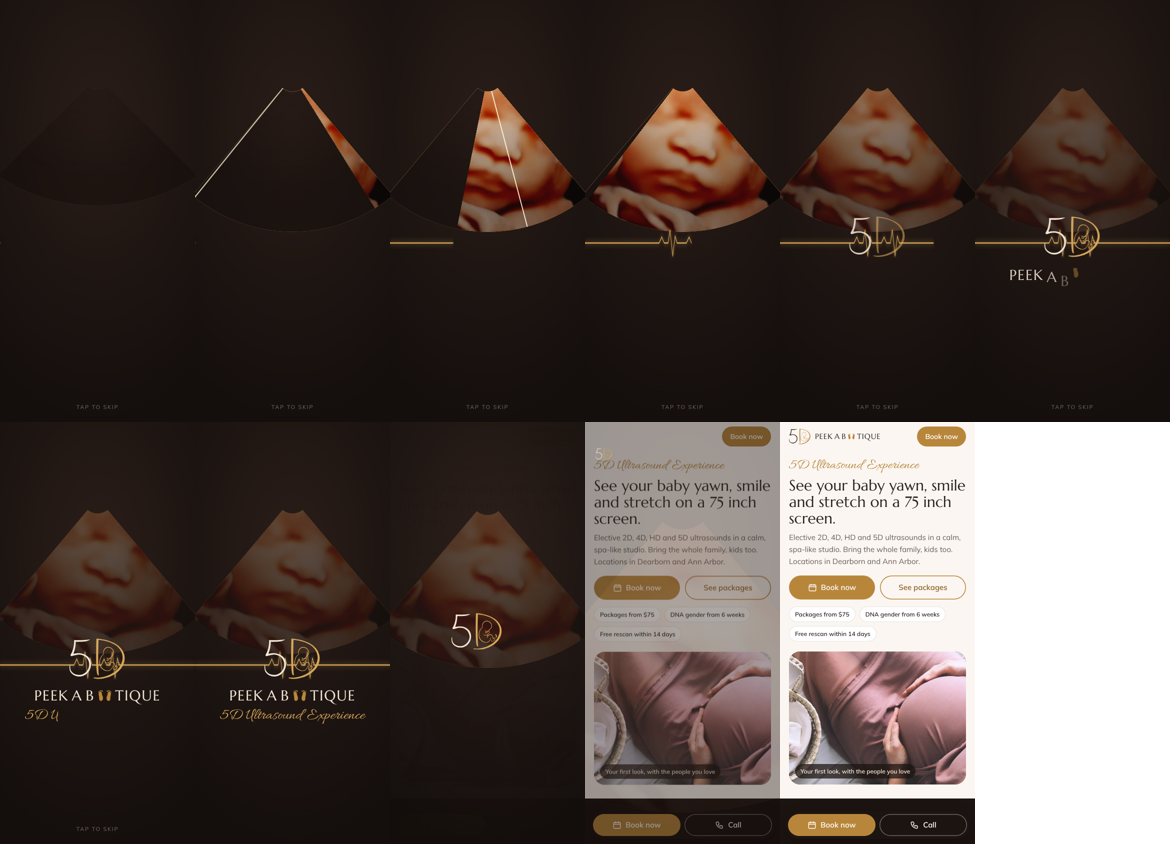 TAP TO SKIP
TAP TO SKIP
TAP TO SKIP
TAP TO SKIP
5D
TAP TO SKIP
5D
PEEK A B
TAP TO SKIP
5D
PEEK A B TIQUE
5D U
TAP TO SKIP
5D
PEEK A B TIQUE
5D Ultrasound Experience
5D
Book now
5D
5D Ultrasound Experience
See your baby yawn, smile
and stretch on a 75 inch
screen.
Elective 2D, 4D, HD and 5D ultrasounds in a calm,
spa-like studio. Bring the whole family, kids too.
Locations in Dearborn and Ann Arbor.
Book now
See packages
Packages from $75
DNA gender from 6 weeks
Free rescan within 14 days
Your first look, with the people you love
Book now
Call
5D PEEK A B TIQUE
Book now
5D Ultrasound Experience
See your baby yawn, smile
and stretch on a 75 inch
screen.
Elective 2D, 4D, HD and 5D ultrasounds in a calm,
spa-like studio. Bring the whole family, kids too.
Locations in Dearborn and Ann Arbor.
Book now
See packages
Packages from $75
DNA gender from 6 weeks
Free rescan within 14 days
Your first look, with the people you love
Book now
Call